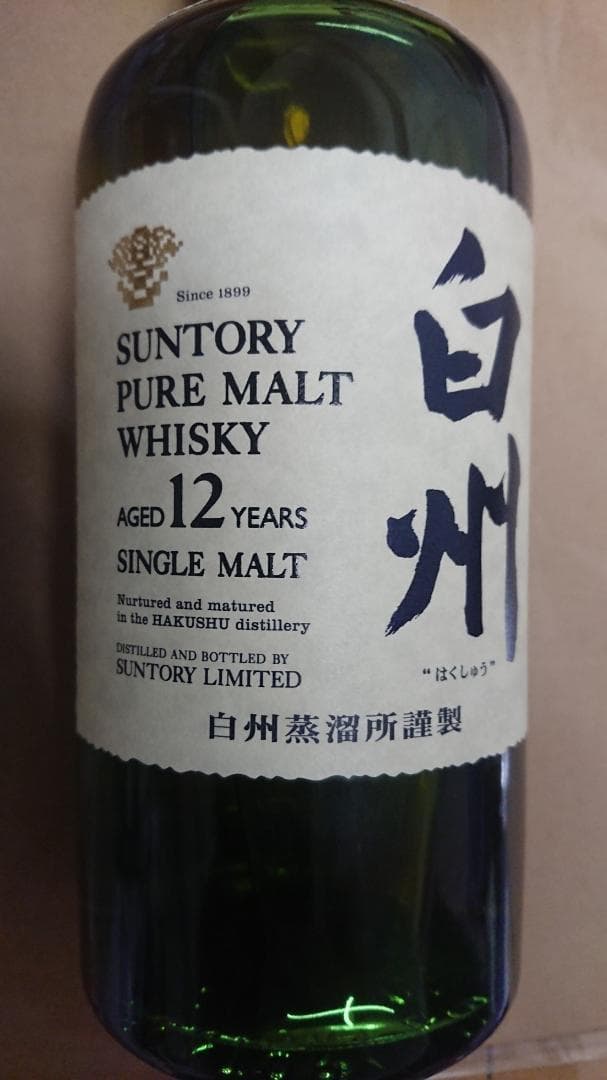 Since 1899
SUNTORY
PURE MALT
WHISKY
AGED 12 YEARS
SINGLE MALT
Nurtured and matured
in the HAKUSHU distillery
DISTILLED AND BOTTLED BY
SUNTORY LIMITED
白州
“はくしゅう”
白州蒸溜所謹製